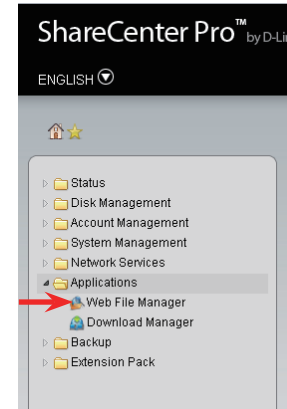 ShareCenter Pro™ by D-Li
ENGLISH
Status
Disk Management
Account Management
System Management
Network Services
Applications
Web File Manager
Download Manager
Backup
Extension Pack